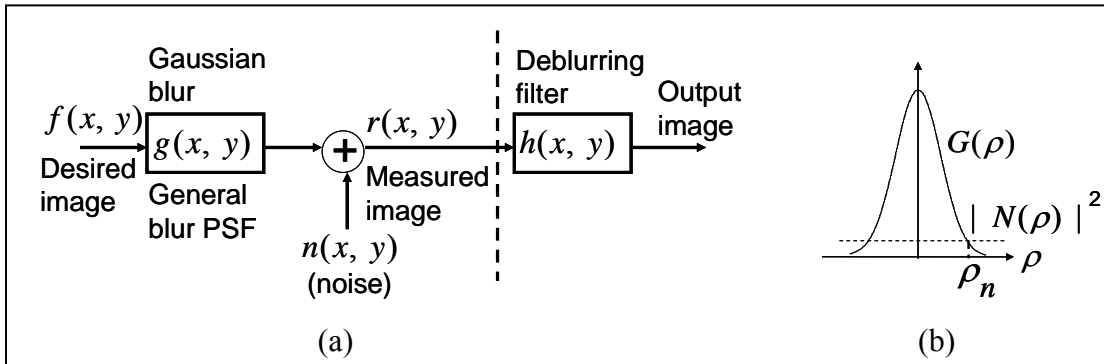 Gaussian
blur
f(x, y)
g(x, y)
Desired
image
General
blur PSF
+
r(x, y)
Measured
image
n(x, y)
(noise)
Deblurring
filter
h(x, y)
Output
image
(a)
G(ρ)
| N(ρ) |²
ρ
ρₙ
(b)